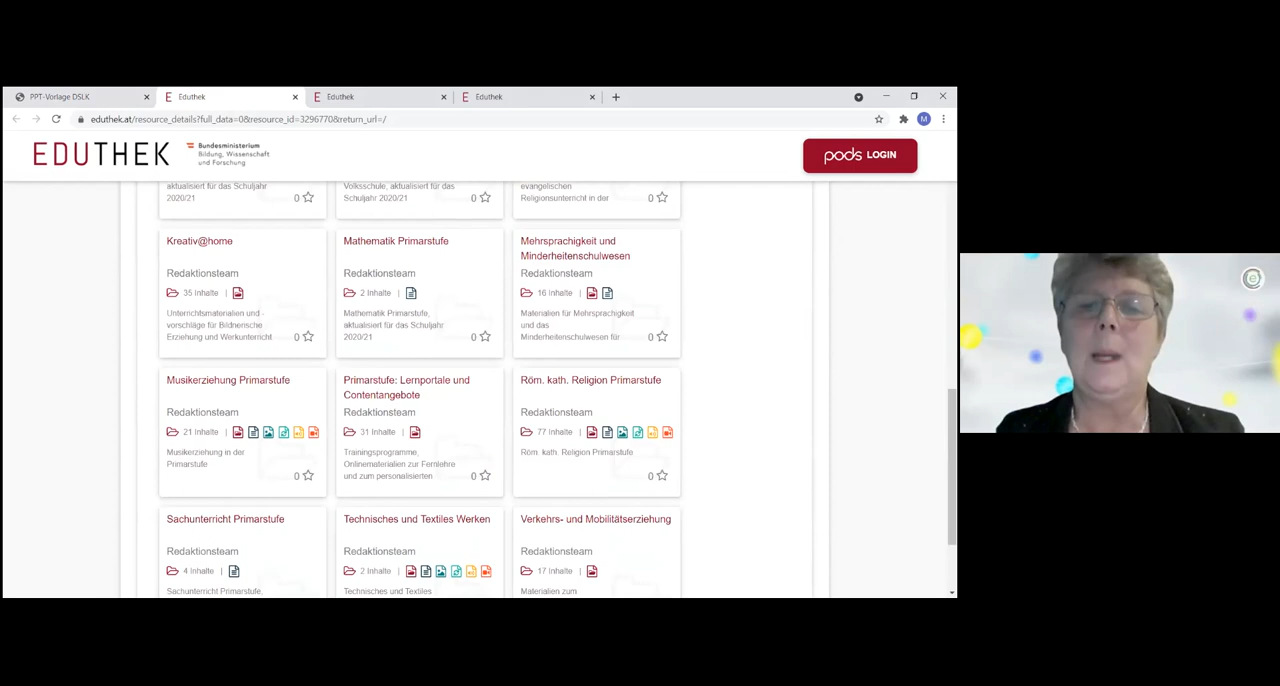 PPT-Vorlage DSLK
Eduthek
Eduthek
Eduthek
eduthek.at/resource_details?full_data=0&resource_id=3296770&return_url=/
M
EDUTHEK
Bundesministerium
Bildung, Wissenschaft
und Forschung
pods LOGIN
aktualisiert für das Schuljahr
2020/21
0
Volksschule, aktualisiert für das
Schuljahr 2020/21
0
evangelischen
Religionsunterricht in der
0
Kreativ@home
Redaktionsteam
35 Inhalte |
Unterrichtsmaterialien und -
vorschläge für Bildnerische
Erziehung und Werkunterricht
0
Mathematik Primarstufe
Redaktionsteam
2 Inhalte |
Mathematik Primarstufe,
aktualisiert für das Schuljahr
2020/21
0
Mehrsprachigkeit und
Minderheitenschulwesen
Redaktionsteam
16 Inhalte |
Materialien für Mehrsprachigkeit
und das
Minderheitenschulwesen für
0
Musikerziehung Primarstufe
Redaktionsteam
21 Inhalte |
Musikerziehung in der
Primarstufe
0
Primarstufe: Lernportale und
Contentangebote
Redaktionsteam
31 Inhalte |
Trainingsprogramme,
Onlinematerialien zur Fernlehre
und zum personalisierten
0
Röm. kath. Religion Primarstufe
Redaktionsteam
77 Inhalte |
Röm. kath. Religion Primarstufe
0
Sachunterricht Primarstufe
Redaktionsteam
4 Inhalte |
Sachunterricht Primarstufe,
Technisches und Textiles Werken
Redaktionsteam
2 Inhalte |
Technisches und Textiles
Verkehrs- und Mobilitätserziehung
Redaktionsteam
17 Inhalte |
Materialien zum
e